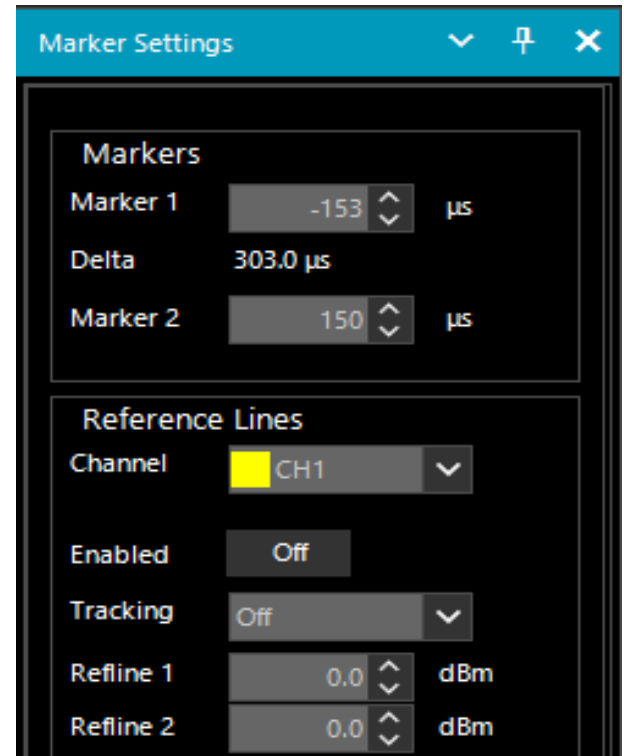 Marker Settings
Markers
Marker 1 -153 µs
Delta 303.0 µs
Marker 2 150 µs
Reference Lines
Channel CH1
Enabled Off
Tracking Off
Refline 1 0.0 dBm
Refline 2 0.0 dBm